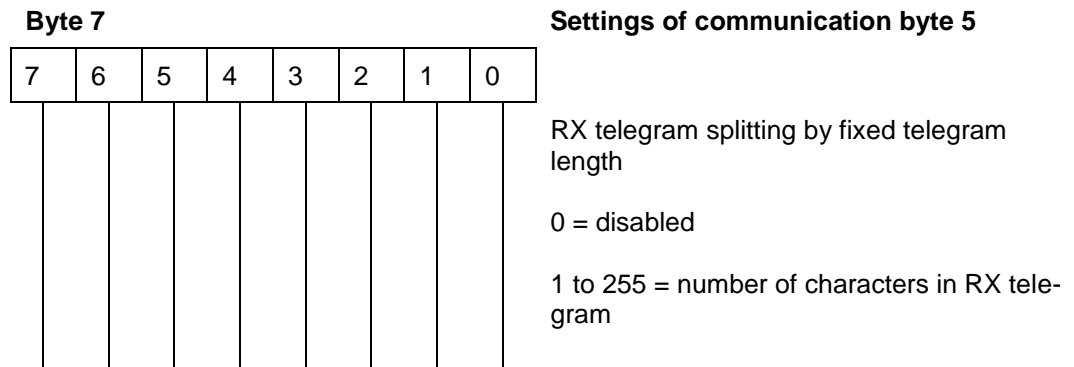 Byte 7
Settings of communication byte 5
7 6 5 4 3 2 1 0
RX telegram splitting by fixed telegram
length
0 = disabled
1 to 255 = number of characters in RX tele-
gram